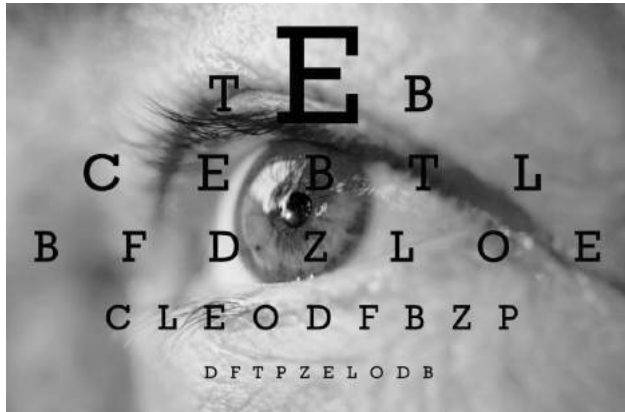 E
T B
C E B T L
B F D Z L O E
C L E O D F B Z P
D F T P Z E L O D B